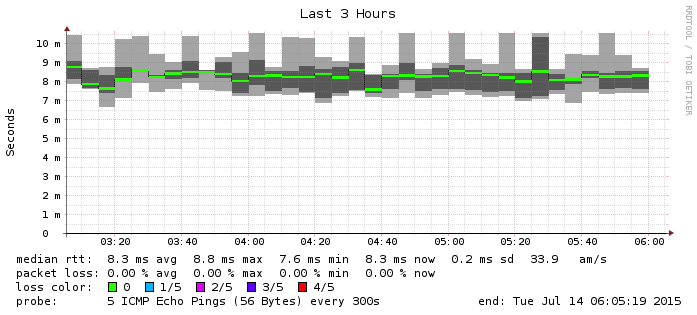 Last 3 Hours
RRDTOOL / TOBI OETIKER
Seconds
10 m
9 m
8 m
7 m
6 m
5 m
4 m
3 m
2 m
1 m
0
03:20 03:40 04:00 04:20 04:40 05:00 05:20 05:40 06:00
median rtt: 8.3 ms avg 8.8 ms max 7.6 ms min 8.3 ms now 0.2 ms sd 33.9 am/s
packet loss: 0.00 % avg 0.00 % max 0.00 % min 0.00 % now
loss color: 0 1/5 2/5 3/5 4/5
probe: 5 ICMP Echo Pings (56 Bytes) every 300s end: Tue Jul 14 06:05:19 2015